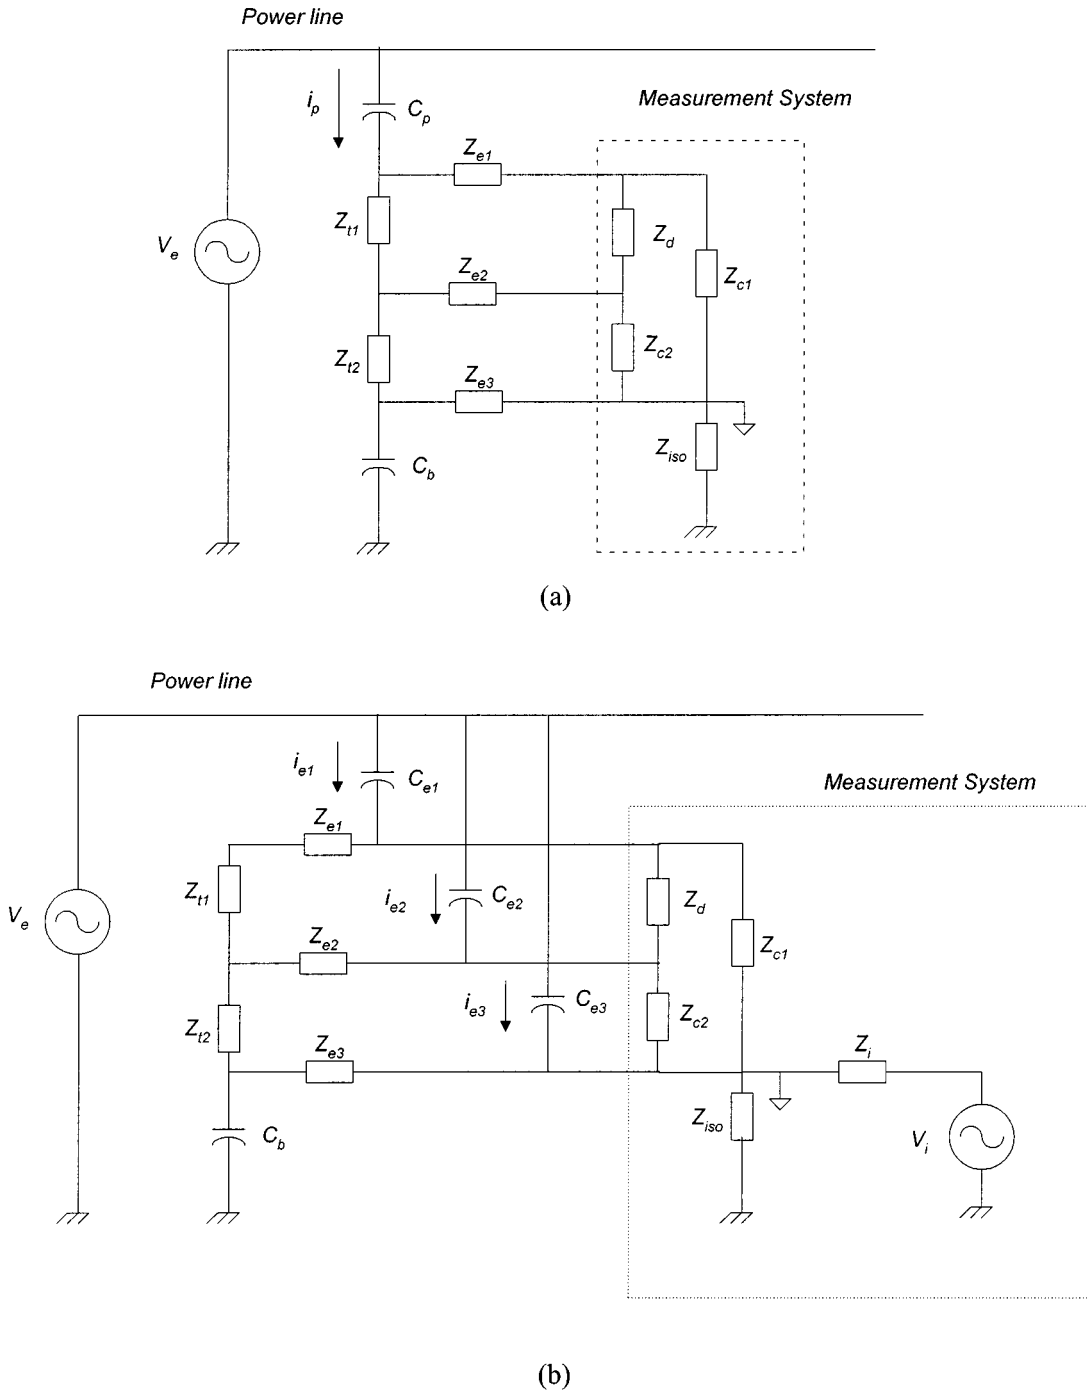 Power line
Measurement System
i_p
C_p
Z_e1
Z_t1
Z_d
V_e
Z_e2
Z_c1
Z_t2
Z_c2
Z_e3
Z_iso
C_b
(a)
Power line
i_e1
C_e1
Measurement System
Z_e1
Z_t1
i_e2
C_e2
Z_d
V_e
Z_e2
Z_c1
i_e3
C_e3
Z_t2
Z_c2
Z_e3
Z_i
Z_iso
C_b
V_i
(b)